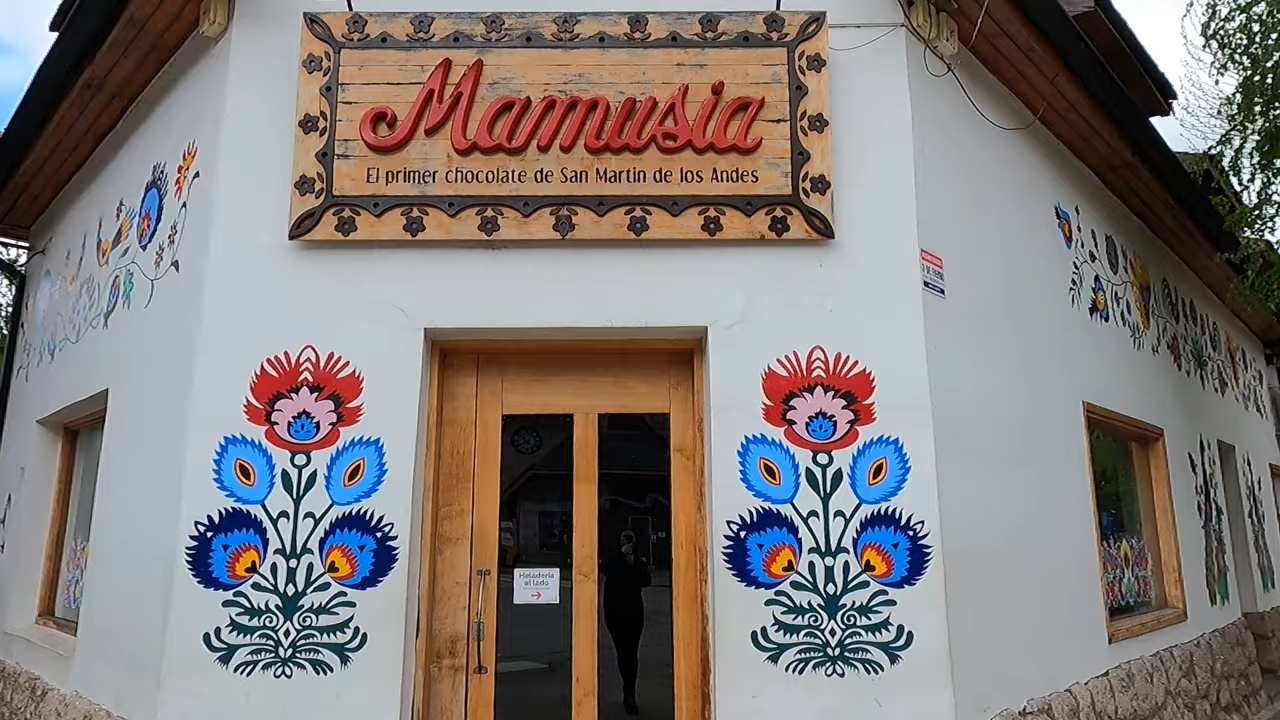 Mamusia
El primer chocolate de San Martin de los Andes
Heladería
al lado